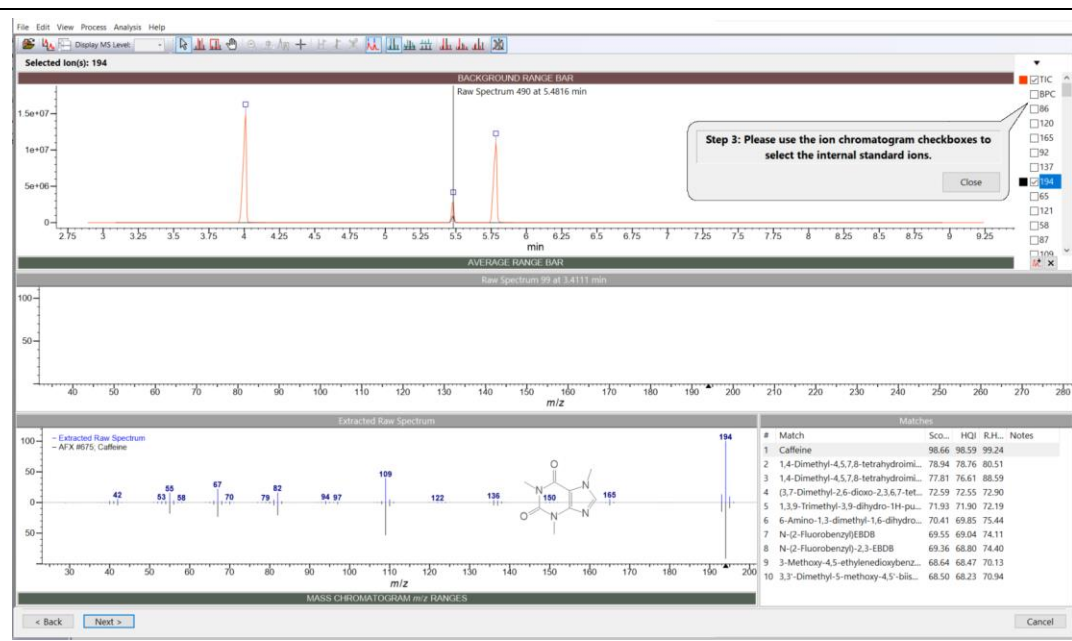 File Edit View Process Analysis Help
Display MS Level:
Selected Ion(s): 194
BACKGROUND RANGE BAR
Raw Spectrum 490 at 5.4816 min
1.5e+07
1e+07
5e+06
0
2.75 3 3.25 3.5 3.75 4 4.25 4.5 4.75 5 5.25 5.5 5.75 6 6.25 6.5 6.75 7 7.25 7.5 7.75 8 8.25 8.5 8.75 9 9.25
min
TIC
BPC
86
120
165
92
137
194
65
121
58
87
109
Step 3: Please use the ion chromatogram checkboxes to
select the internal standard ions.
Close
AVERAGE RANGE BAR
Raw Spectrum 99 at 3.4111 min
100
50
40 50 60 70 80 90 100 110 120 130 140 150 160 170 180 190 200 210 220 230 240 250 260 270 280
m/z
Extracted Raw Spectrum
100
50
0
50
– Extracted Raw Spectrum
– AFX #675; Caffeine
42 53 55 58 67 70 79 82 94 97 109 122 136 150 165 194
O N N O N N
30 40 50 60 70 80 90 100 110 120 130 140 150 160 170 180 190 200
m/z
MASS CHROMATOGRAM m/z RANGES
Matches
# Match Sco... HQI R.H... Notes
1 Caffeine 98.66 98.59 99.24
2 1,4-Dimethyl-4,5,7,8-tetrahydroimi... 78.94 78.76 80.51
3 1,4-Dimethyl-4,5,7,8-tetrahydroimi... 77.81 76.61 88.59
4 (3,7-Dimethyl-2,6-dioxo-2,3,6,7-tet... 72.59 72.55 72.90
5 1,3,9-Trimethyl-3,9-dihydro-1H-pu... 71.93 71.90 72.19
6 6-Amino-1,3-dimethyl-1,6-dihydro... 70.41 69.85 75.44
7 N-(2-Fluorobenzyl)EBDB 69.55 69.04 74.11
8 N-(2-Fluorobenzyl)-2,3-EBDB 69.36 68.80 74.40
9 3-Methoxy-4,5-ethylenedioxybenz... 68.64 68.47 70.13
10 3,3'-Dimethyl-5-methoxy-4,5'-biis... 68.50 68.23 70.94
< Back Next > Cancel